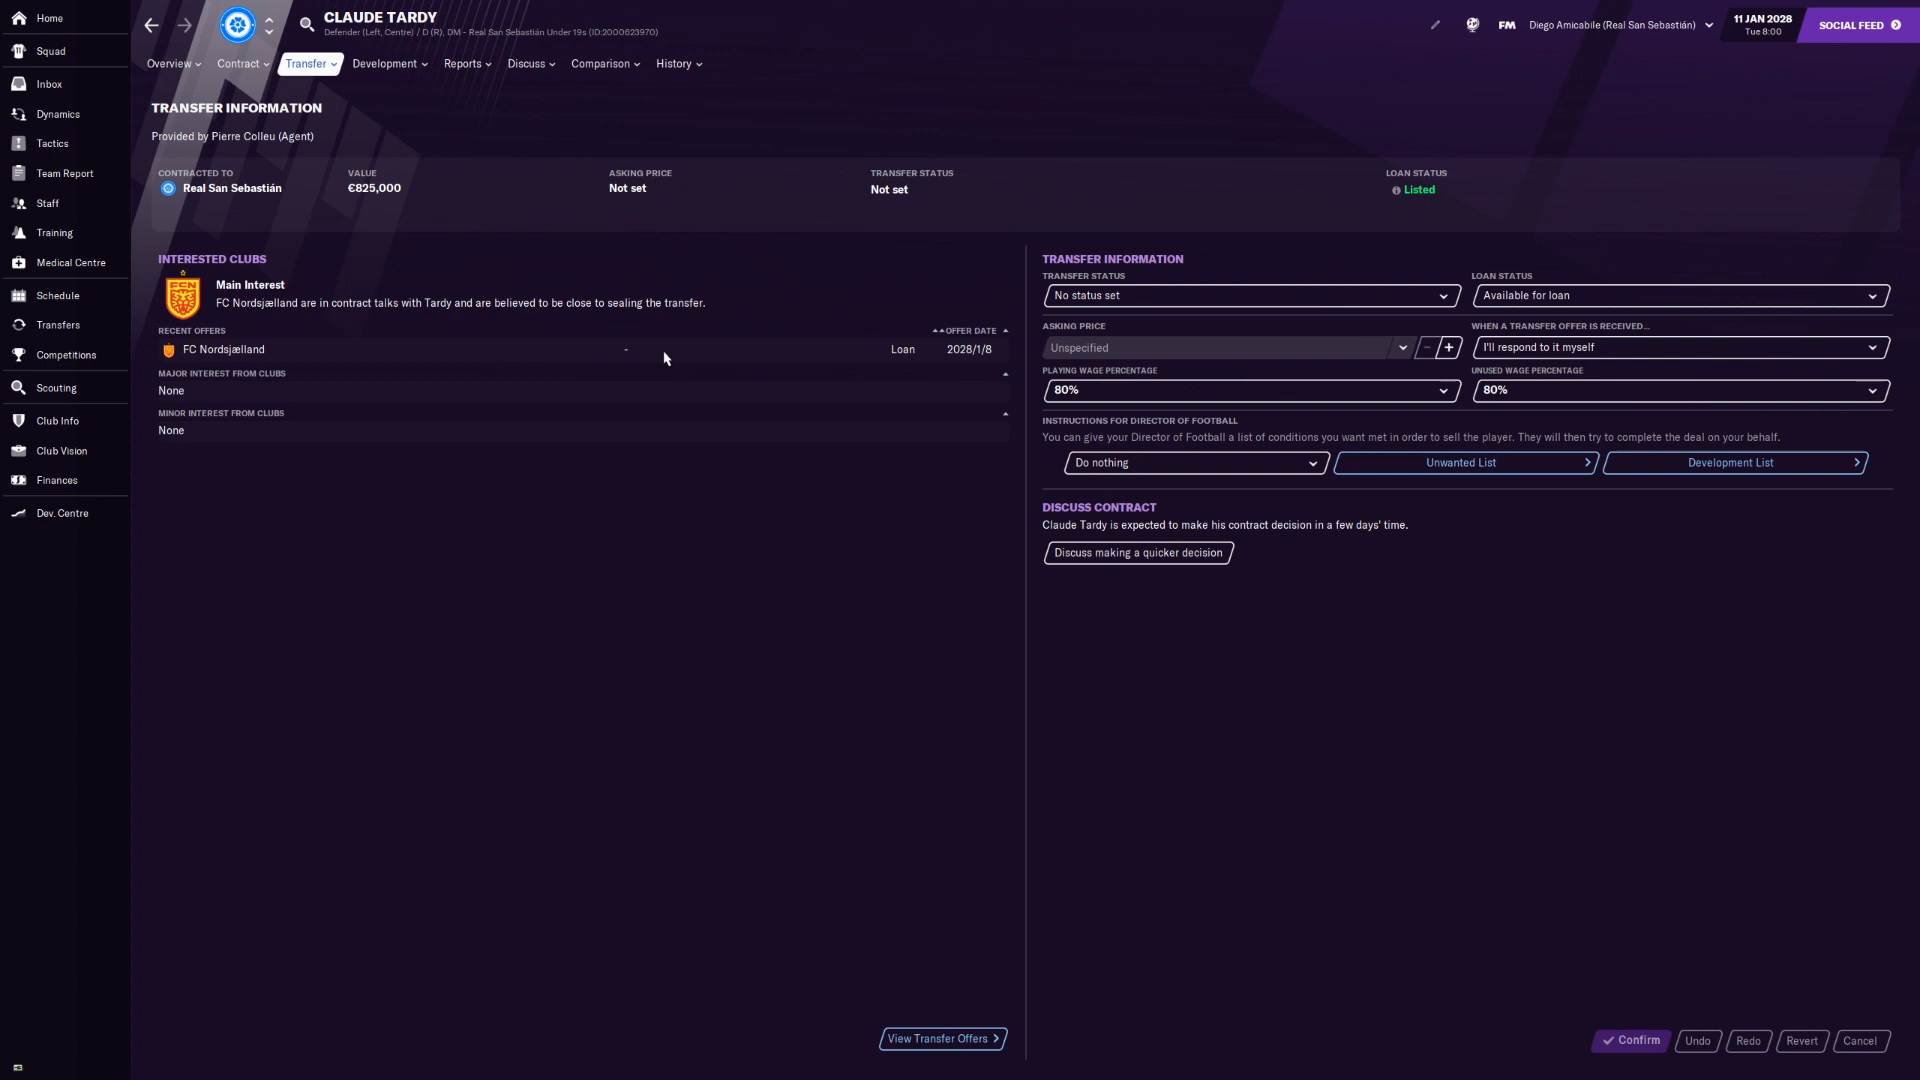 Home
Squad
Inbox
Dynamics
Tactics
Team Report
Staff
Training
Medical Centre
Schedule
Transfers
Competitions
Scouting
Club Info
Club Vision
Finances
Dev. Centre
CLAUDE TARDY
Defender (Left, Centre) / D (R), DM - Real San Sebastián Under 19s (ID:2000623970)
FM
Diego Amicabile (Real San Sebastián)
11 JAN 2028
Tue 8:00
SOCIAL FEED
Overview
Contract
Transfer
Development
Reports
Discuss
Comparison
History
TRANSFER INFORMATION
Provided by Pierre Colleu (Agent)
CONTRACTED TO
Real San Sebastián
VALUE
€825,000
ASKING PRICE
Not set
TRANSFER STATUS
Not set
LOAN STATUS
Listed
INTERESTED CLUBS
FCN
Main Interest
FC Nordsjælland are in contract talks with Tardy and are believed to be close to sealing the transfer.
RECENT OFFERS
OFFER DATE
FC Nordsjælland - Loan 2028/1/8
MAJOR INTEREST FROM CLUBS
None
MINOR INTEREST FROM CLUBS
None
View Transfer Offers
TRANSFER INFORMATION
TRANSFER STATUS
No status set
LOAN STATUS
Available for loan
ASKING PRICE
Unspecified
WHEN A TRANSFER OFFER IS RECEIVED...
I'll respond to it myself
PLAYING WAGE PERCENTAGE
80%
UNUSED WAGE PERCENTAGE
80%
INSTRUCTIONS FOR DIRECTOR OF FOOTBALL
You can give your Director of Football a list of conditions you want met in order to sell the player. They will then try to complete the deal on your behalf.
Do nothing
Unwanted List
Development List
DISCUSS CONTRACT
Claude Tardy is expected to make his contract decision in a few days' time.
Discuss making a quicker decision
Confirm
Undo
Redo
Revert
Cancel